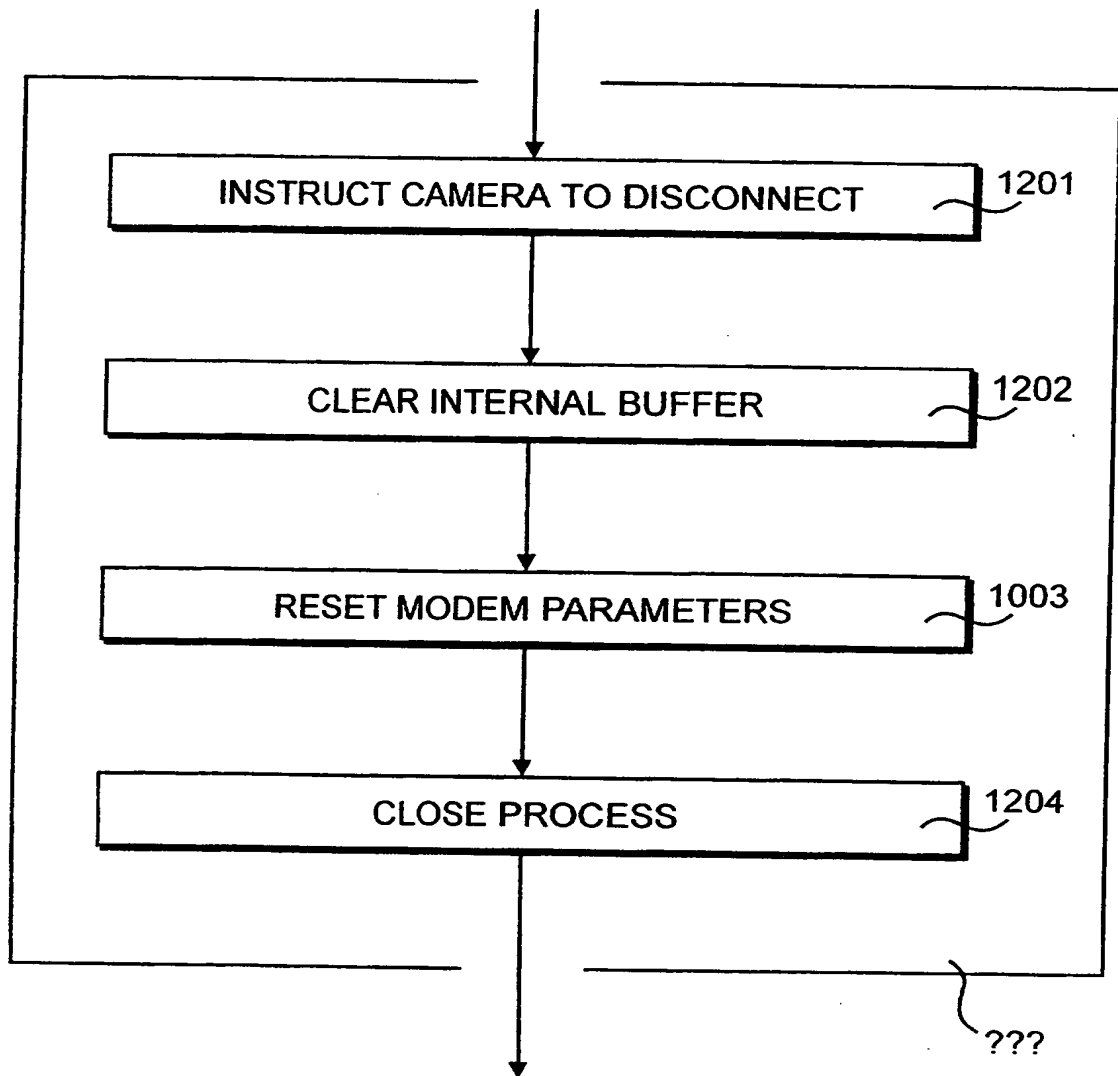 INSTRUCT CAMERA TO DISCONNECT
1201
CLEAR INTERNAL BUFFER
1202
RESET MODEM PARAMETERS
1003
CLOSE PROCESS
1204
???